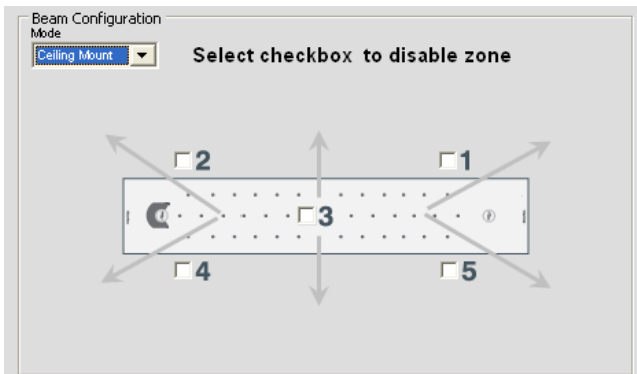 Beam Configuration
Mode
Ceiling Mount
Select checkbox to disable zone
2
1
3
4
5